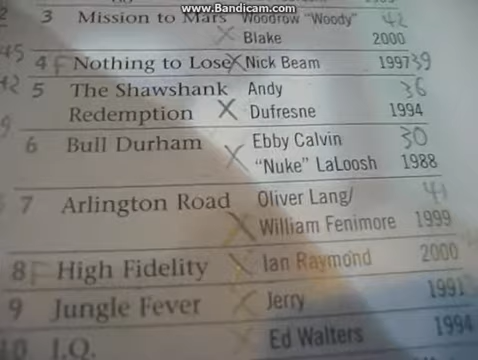 www.Bandicam.com
3 Mission to Mars Woodrow "Woody" 42
X Blake 2000
45 4 F Nothing to Lose X Nick Beam 1997 39
42 5 The Shawshank Andy 36
Redemption X Dufresne 1994
9 6 Bull Durham Ebby Calvin 30
X "Nuke" LaLoosh 1988
7 Arlington Road Oliver Lang/ 41
X William Fenimore 1999
8 F High Fidelity X Ian Raymond 2000
9 Jungle Fever X Jerry 1991
10 I.Q. X Ed Walters 1994